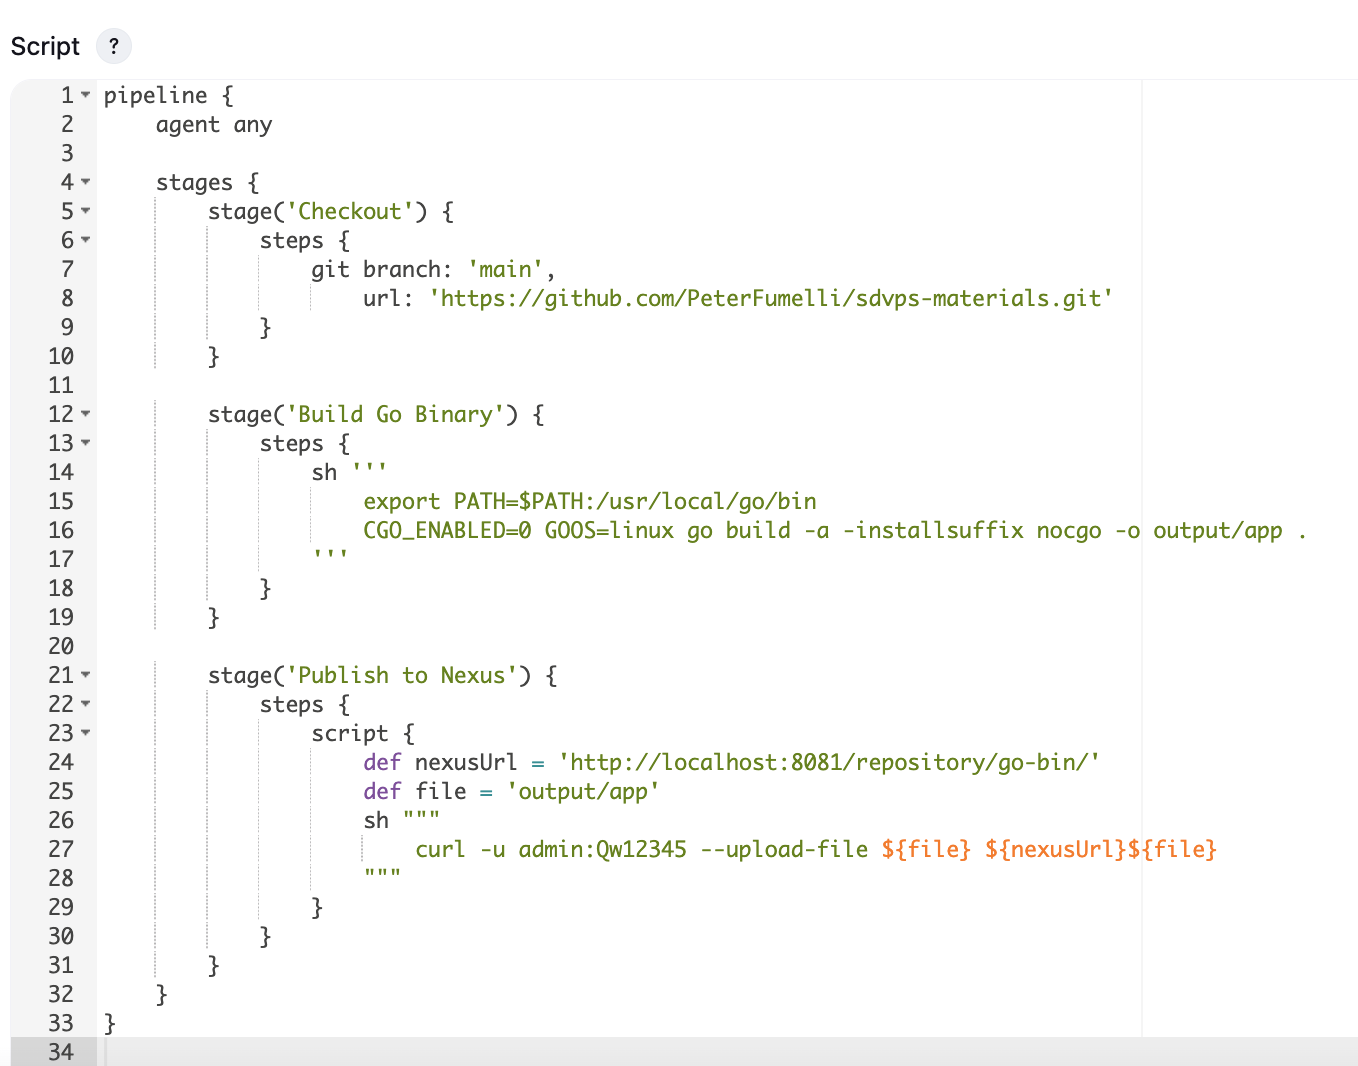 Script ?
1 pipeline {
2     agent any
3
4     stages {
5         stage('Checkout') {
6             steps {
7                 git branch: 'main',
8                     url: 'https://github.com/PeterFumelli/sdvps-materials.git'
9             }
10         }
11
12         stage('Build Go Binary') {
13             steps {
14                 sh '''
15                     export PATH=$PATH:/usr/local/go/bin
16                     CGO_ENABLED=0 GOOS=linux go build -a -installsuffix nocgo -o output/app .
17                 '''
18             }
19         }
20
21         stage('Publish to Nexus') {
22             steps {
23                 script {
24                     def nexusUrl = 'http://localhost:8081/repository/go-bin/'
25                     def file = 'output/app'
26                     sh """
27                         curl -u admin:Qw12345 --upload-file ${file} ${nexusUrl}${file}
28                     """
29                 }
30             }
31         }
32     }
33 }
34